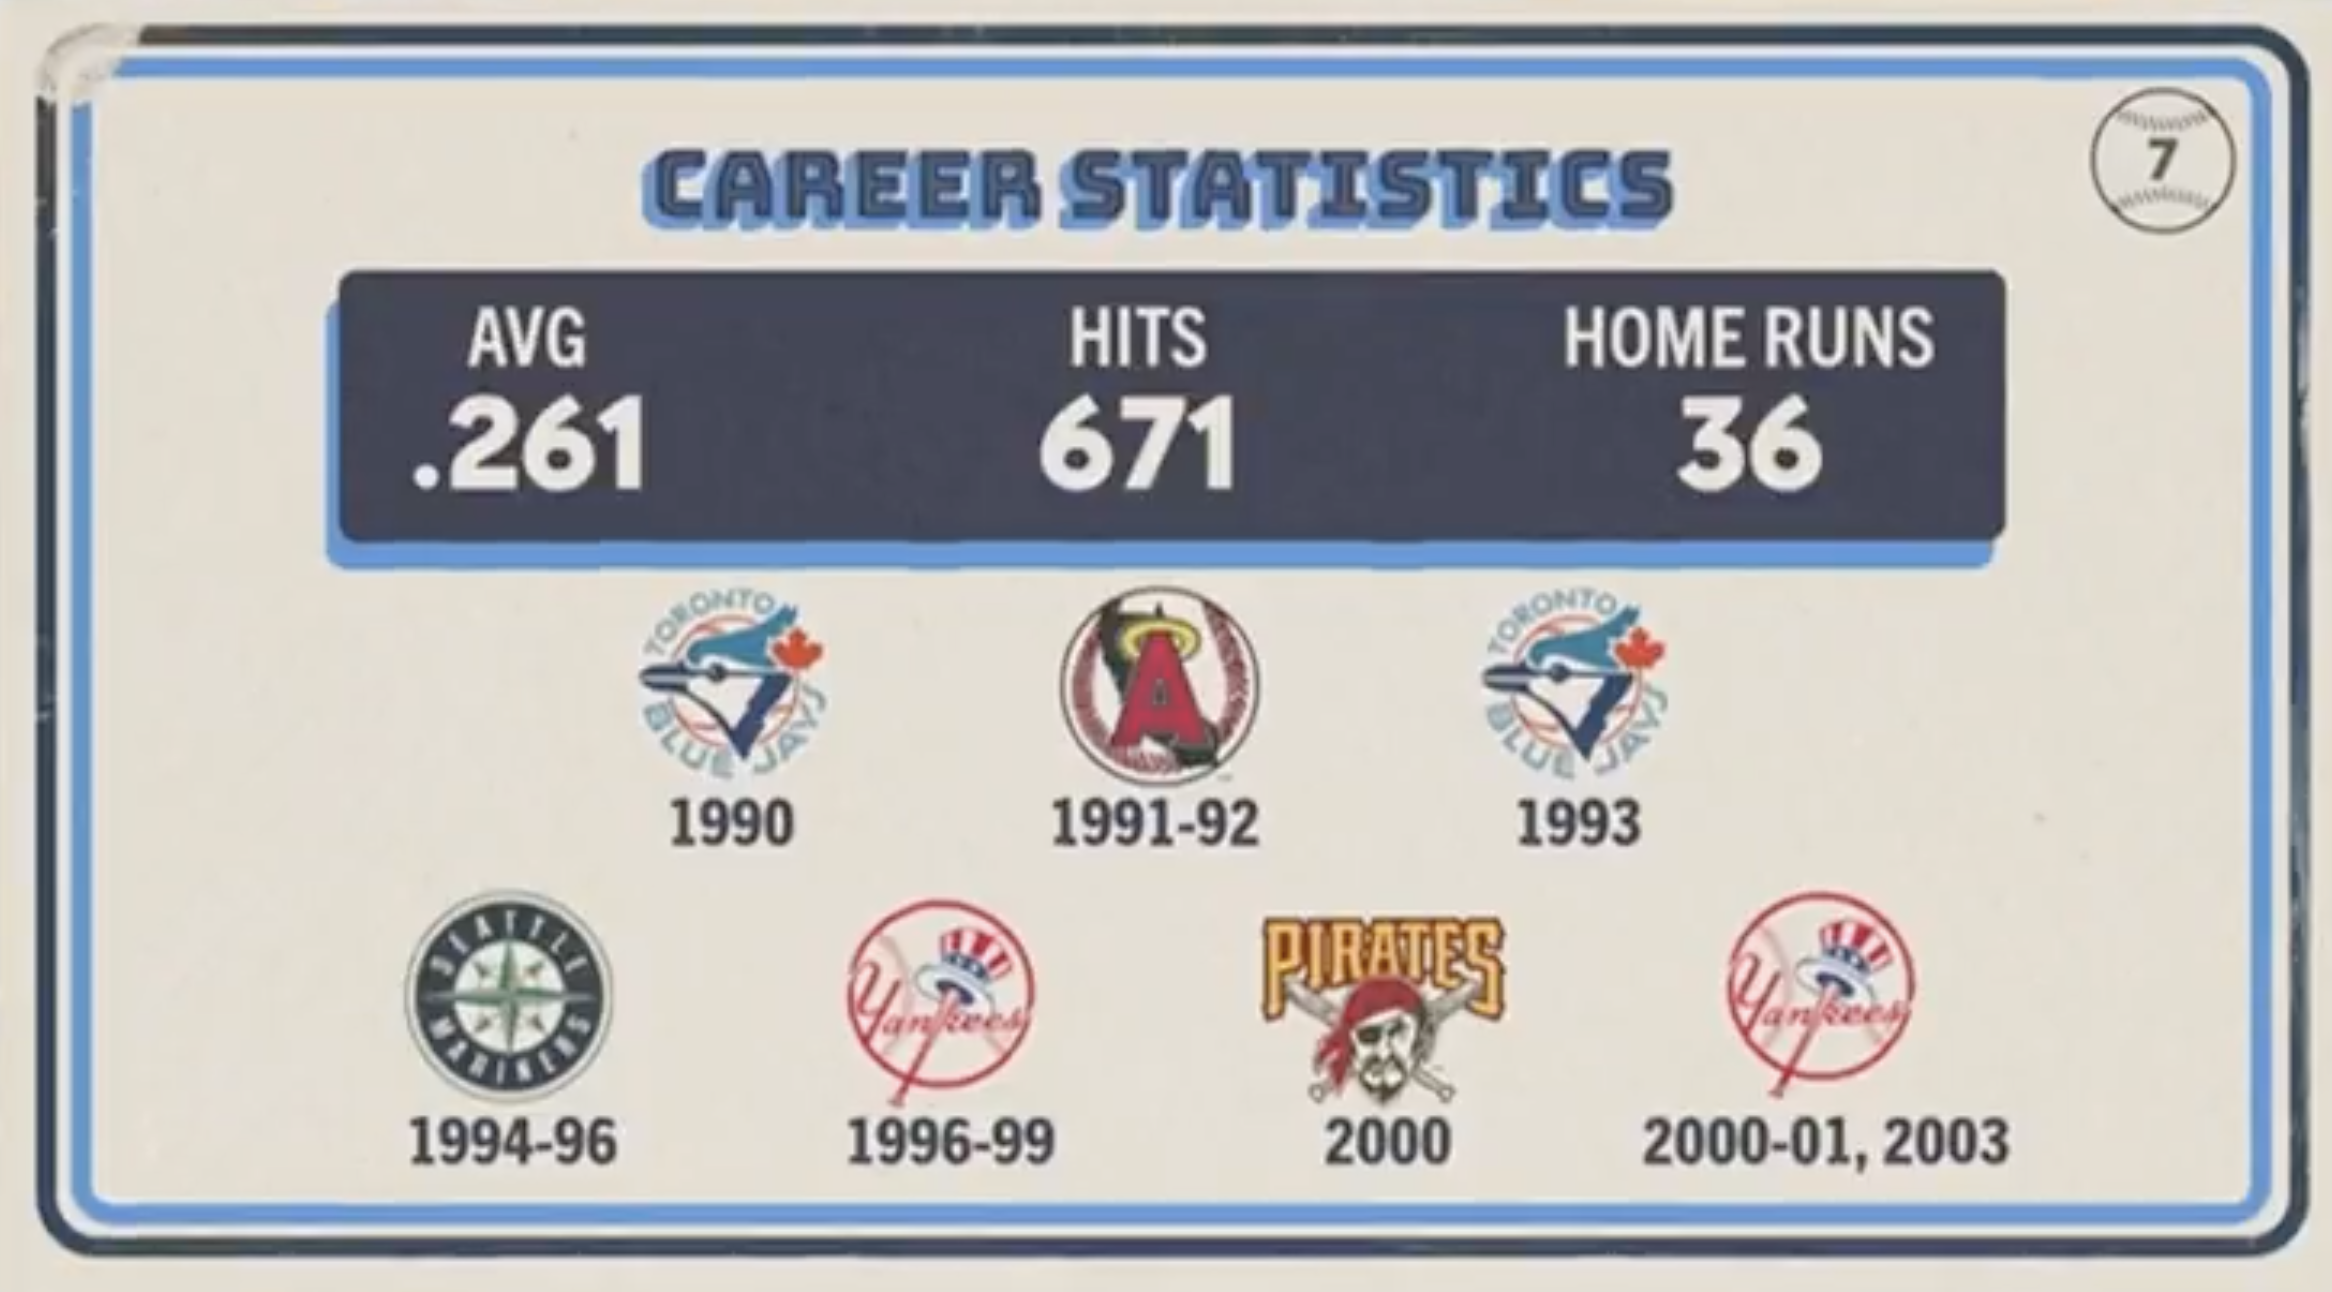 7
CAREER STATISTICS
AVG HITS HOME RUNS
.261 671 36
TORONTO BLUE JAYS
A
TORONTO BLUE JAYS
1990 1991-92 1993
SEATTLE MARINERS
Yankees
PIRATES
Yankees
1994-96 1996-99 2000 2000-01, 2003